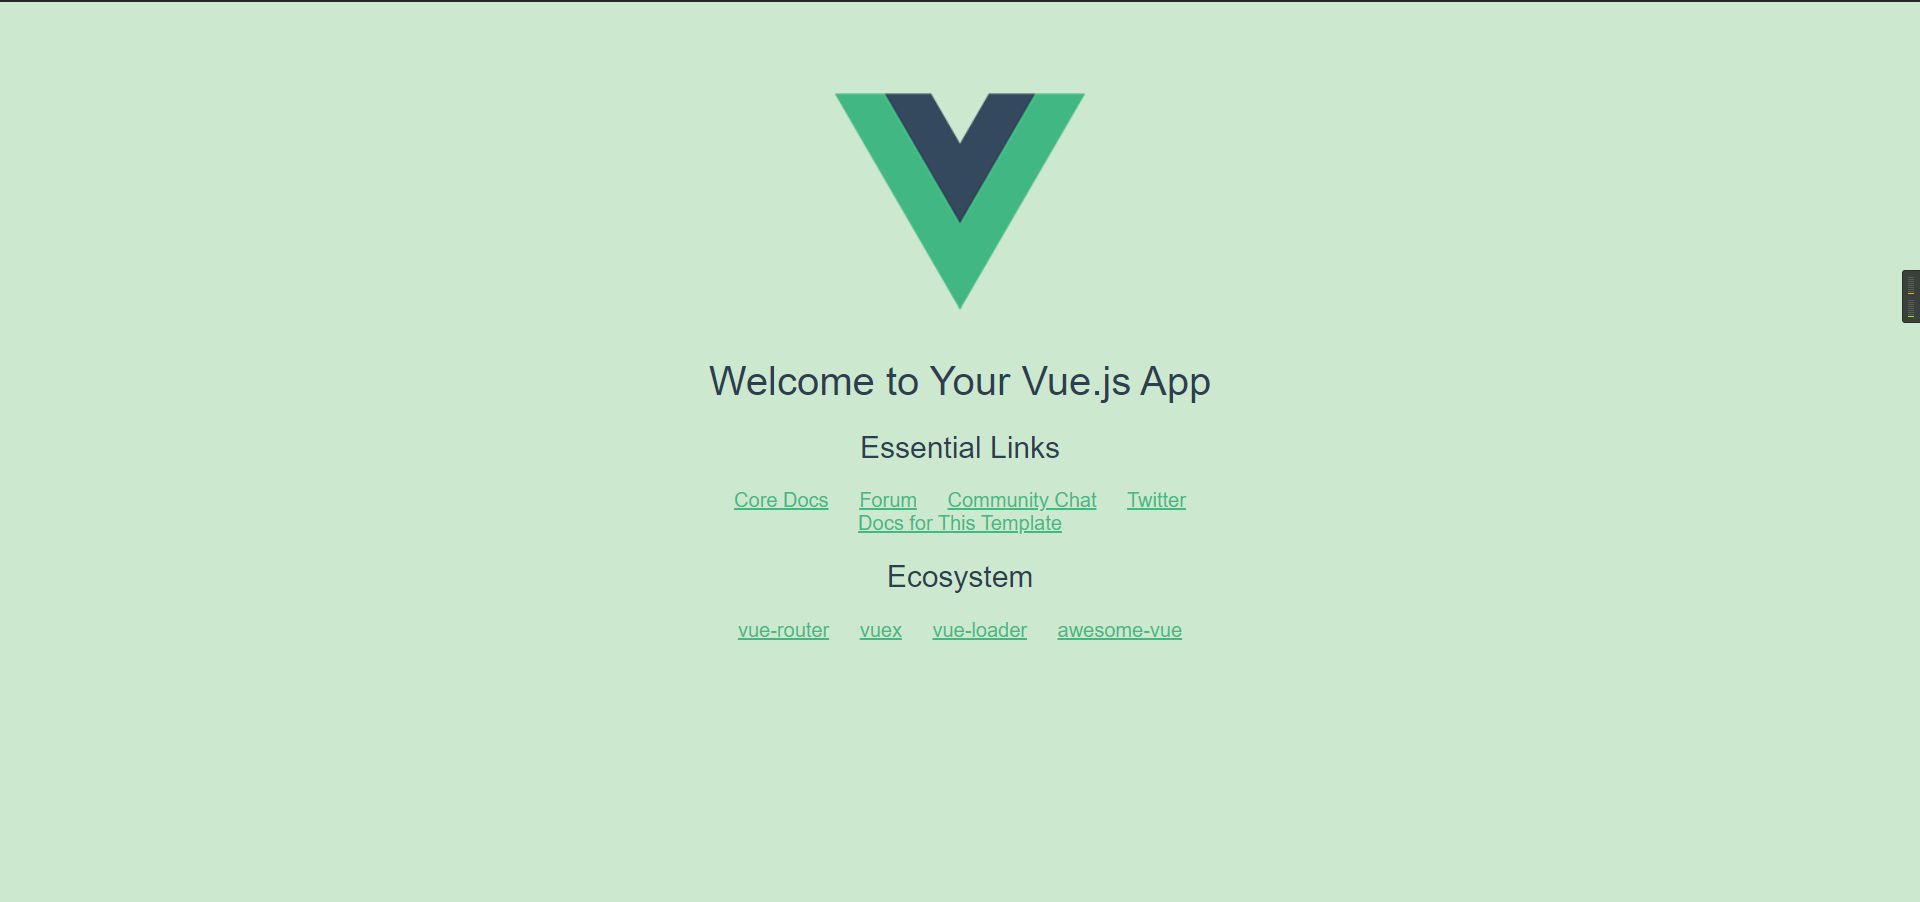 Welcome to Your Vue.js App
Essential Links
Core Docs Forum Community Chat Twitter
Docs for This Template
Ecosystem
vue-router vuex vue-loader awesome-vue